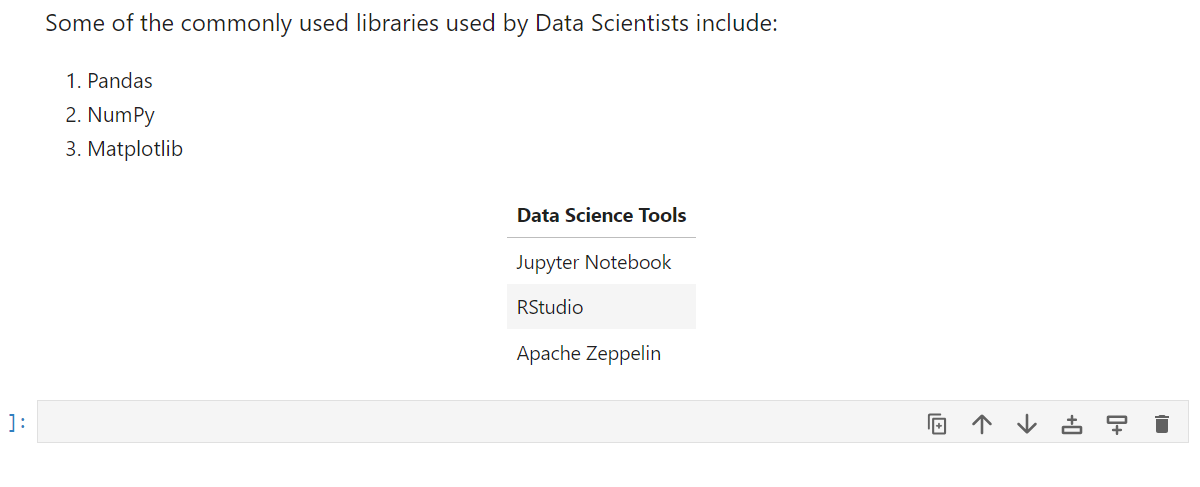 Some of the commonly used libraries used by Data Scientists include:
1. Pandas
2. NumPy
3. Matplotlib
Data Science Tools
Jupyter Notebook
RStudio
Apache Zeppelin
]: